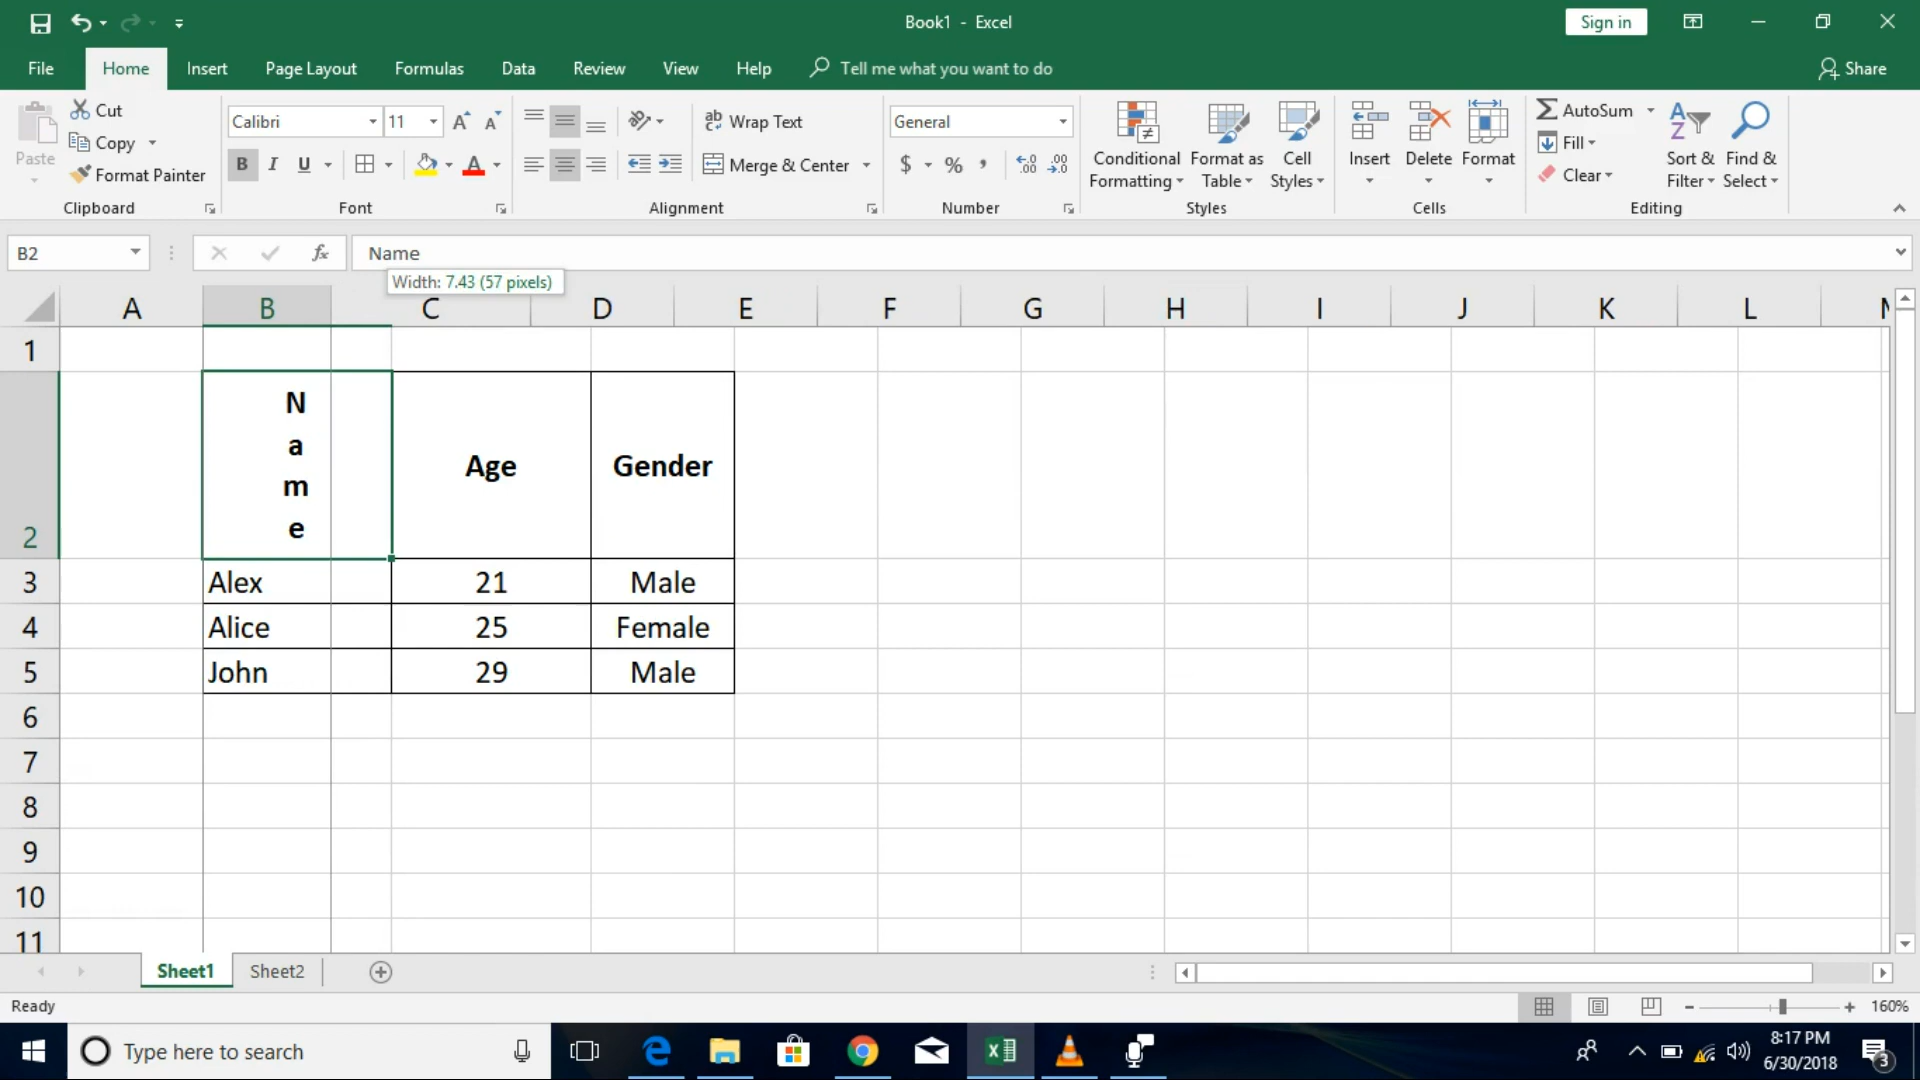 Book1 - Excel
Sign in
File Home Insert Page Layout Formulas Data Review View Help Tell me what you want to do
Share
Paste
Cut
Copy
Format Painter
Clipboard
Calibri 11
B I U A
Font
ab Wrap Text
Merge & Center
Alignment
General
$ % ,
Number
Conditional Formatting
Format as Table
Cell Styles
Styles
Insert Delete Format
Cells
AutoSum
Fill
Clear
Sort & Filter
Find & Select
Editing
B2 fx Name
Width: 7.43 (57 pixels)
A B C D E F G H I J K L
1
2 N a m e Age Gender
3 Alex 21 Male
4 Alice 25 Female
5 John 29 Male
6
7
8
9
10
11
Sheet1 Sheet2
Ready
160%
Type here to search
8:17 PM
6/30/2018
3